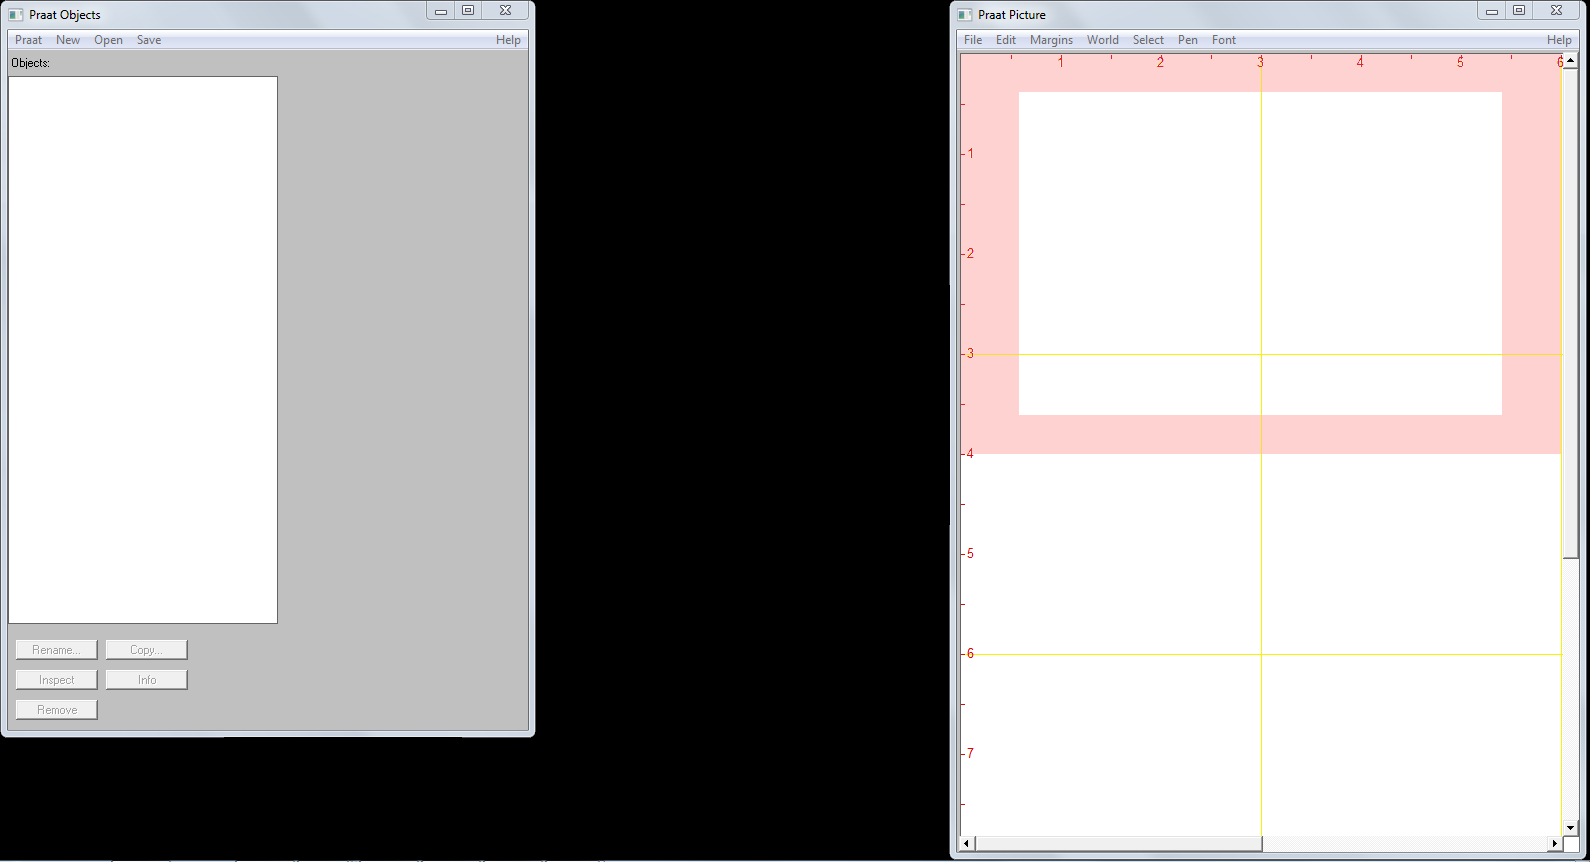 Praat Objects
Praat New Open Save Help
Objects:
Rename... Copy...
Inspect Info
Remove
Praat Picture
File Edit Margins World Select Pen Font Help
1 2 3 4 5 6
1
2
3
4
5
6
7